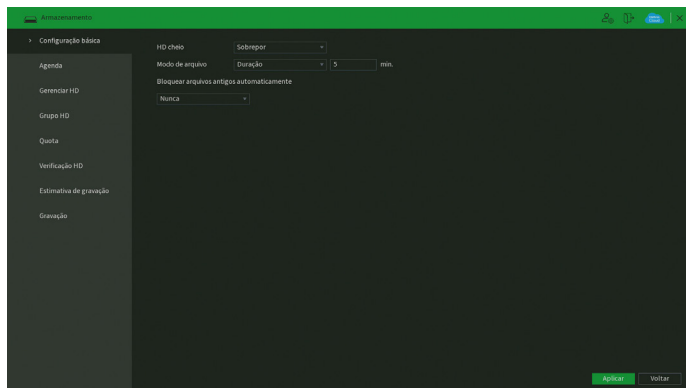 Armazenamento
Configuração básica
Agenda
Gerenciar HD
Grupo HD
Quota
Verificação HD
Estimativa de gravação
Gravação
HD cheio Sobrepor
Modo de arquivo Duração 5 min.
Bloquear arquivos antigos automaticamente
Nunca
Aplicar Voltar